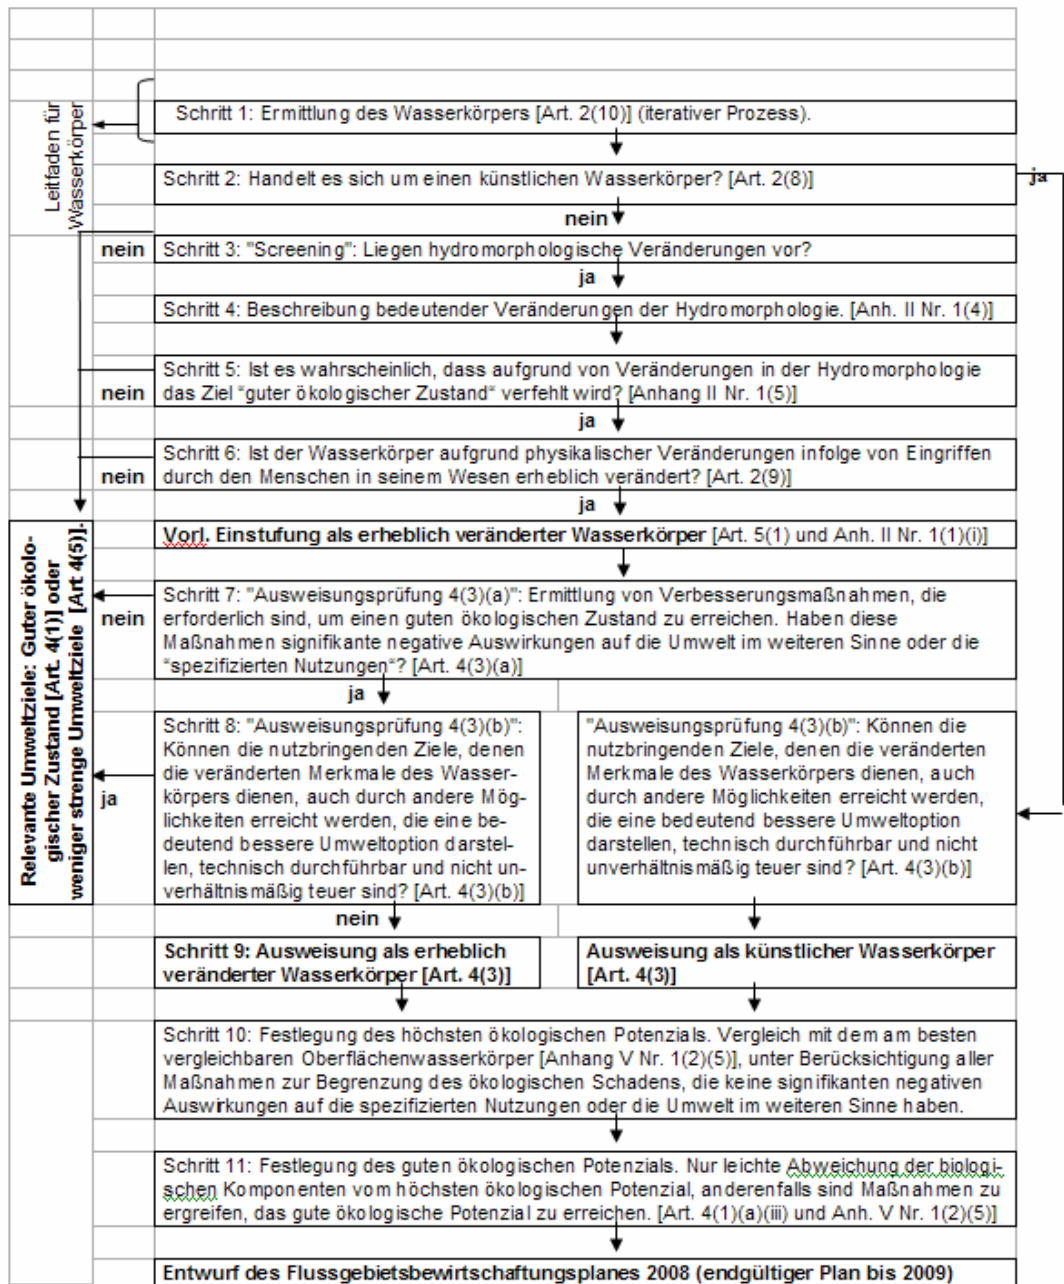 Leitfaden für
Wasserkörper
Schritt 1: Ermittlung des Wasserkörpers [Art. 2(10)] (iterativer Prozess).
Schritt 2: Handelt es sich um einen künstlichen Wasserkörper? [Art. 2(8)]
ja
nein
nein
Schritt 3: "Screening": Liegen hydromorphologische Veränderungen vor?
ja
Schritt 4: Beschreibung bedeutender Veränderungen der Hydromorphologie. [Anh. II Nr. 1(4)]
Schritt 5: Ist es wahrscheinlich, dass aufgrund von Veränderungen in der Hydromorphologie
das Ziel “guter ökologischer Zustand“ verfehlt wird? [Anhang II Nr. 1(5)]
nein
ja
Schritt 6: Ist der Wasserkörper aufgrund physikalischer Veränderungen infolge von Eingriffen
durch den Menschen in seinem Wesen erheblich verändert? [Art. 2(9)]
nein
ja
Vorl. Einstufung als erheblich veränderter Wasserkörper [Art. 5(1) und Anh. II Nr. 1(1)(i)]
Relevante Umweltziele: Guter ökolo-
gischer Zustand [Art. 4(1)] oder
weniger strenge Umweltziele [Art 4(5)].
Schritt 7: "Ausweisungsprüfung 4(3)(a)": Ermittlung von Verbesserungsmaßnahmen, die
erforderlich sind, um einen guten ökologischen Zustand zu erreichen. Haben diese
Maßnahmen signifikante negative Auswirkungen auf die Umwelt im weiteren Sinne oder die
“spezifizierten Nutzungen“? [Art. 4(3)(a)]
nein
ja
Schritt 8: "Ausweisungsprüfung 4(3)(b)":
Können die nutzbringenden Ziele, denen
die veränderten Merkmale des Wasser-
körpers dienen, auch durch andere Mög-
lichkeiten erreicht werden, die eine be-
deutend bessere Umweltoption darstel-
len, technisch durchführbar und nicht un-
verhältnismäßig teuer sind? [Art. 4(3)(b)]
ja
nein
"Ausweisungsprüfung 4(3)(b)": Können die
nutzbringenden Ziele, denen die veränderten
Merkmale des Wasserkörpers dienen, auch
durch andere Möglichkeiten erreicht werden,
die eine bedeutend bessere Umweltoption
darstellen, technisch durchführbar und nicht
unverhältnismäßig teuer sind? [Art. 4(3)(b)]
Schritt 9: Ausweisung als erheblich
veränderter Wasserkörper [Art. 4(3)]
Ausweisung als künstlicher Wasserkörper
[Art. 4(3)]
Schritt 10: Festlegung des höchsten ökologischen Potenzials. Vergleich mit dem am besten
vergleichbaren Oberflächenwasserkörper [Anhang V Nr. 1(2)(5)], unter Berücksichtigung aller
Maßnahmen zur Begrenzung des ökologischen Schadens, die keine signifikanten negativen
Auswirkungen auf die spezifizierten Nutzungen oder die Umwelt im weiteren Sinne haben.
Schritt 11: Festlegung des guten ökologischen Potenzials. Nur leichte Abweichung der biologi-
schen Komponenten vom höchsten ökologischen Potenzial, anderenfalls sind Maßnahmen zu
ergreifen, das gute ökologische Potenzial zu erreichen. [Art. 4(1)(a)(iii) und Anh. V Nr. 1(2)(5)]
Entwurf des Flussgebietsbewirtschaftungsplanes 2008 (endgültiger Plan bis 2009)